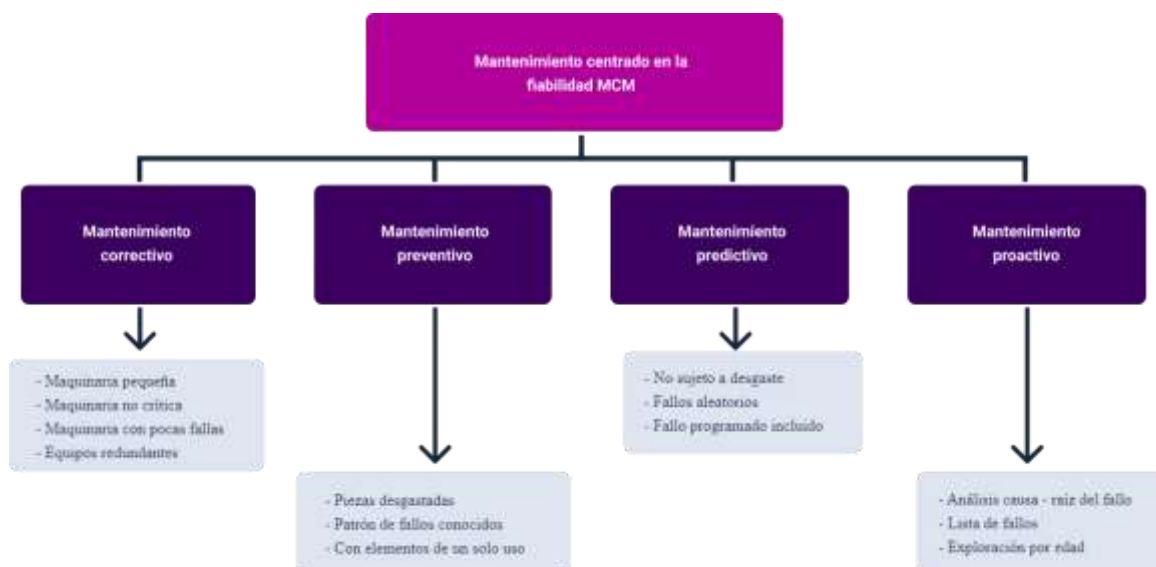 Mantenimiento centrado en la
fiabilidad MCM
Mantenimiento
correctivo
Mantenimiento
preventivo
Mantenimiento
predictivo
Mantenimiento
proactivo
- Maquinaria pequeña
- Maquinaria no crítica
- Maquinaria con pocas fallas
- Equipos redundantes
- Piezas desgastadas
- Patrón de fallos conocidos
- Con elementos de un solo uso
- No sujeto a desgaste
- Fallos aleatorios
- Fallo programado incluido
- Análisis causa - raiz del fallo
- Lista de fallos
- Exploración por edad